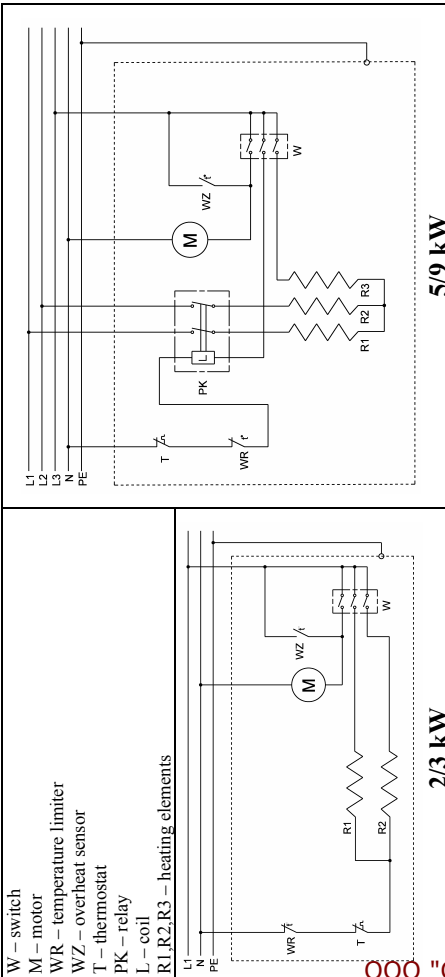 W – switch
M – motor
WR – temperature limiter
WZ – overheat sensor
T – thermostat
PK – relay
L – coil
R1,R2,R3 – heating elements
L1
N
PE
WZ
M
W
R1
R2
WR
T
2/3 kW
L1
L2
L3
N
PE
WZ
M
W
PK
L
T
WR
R1
R2
R3
5/9 kW
ООО "